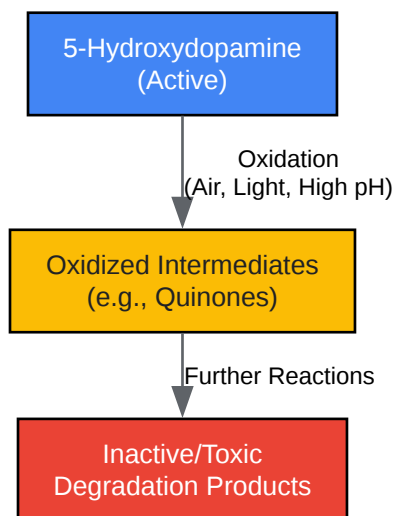 5-Hydroxydopamine
(Active)
Oxidation
(Air, Light, High pH)
Oxidized Intermediates
(e.g., Quinones)
Further Reactions
Inactive/Toxic
Degradation Products